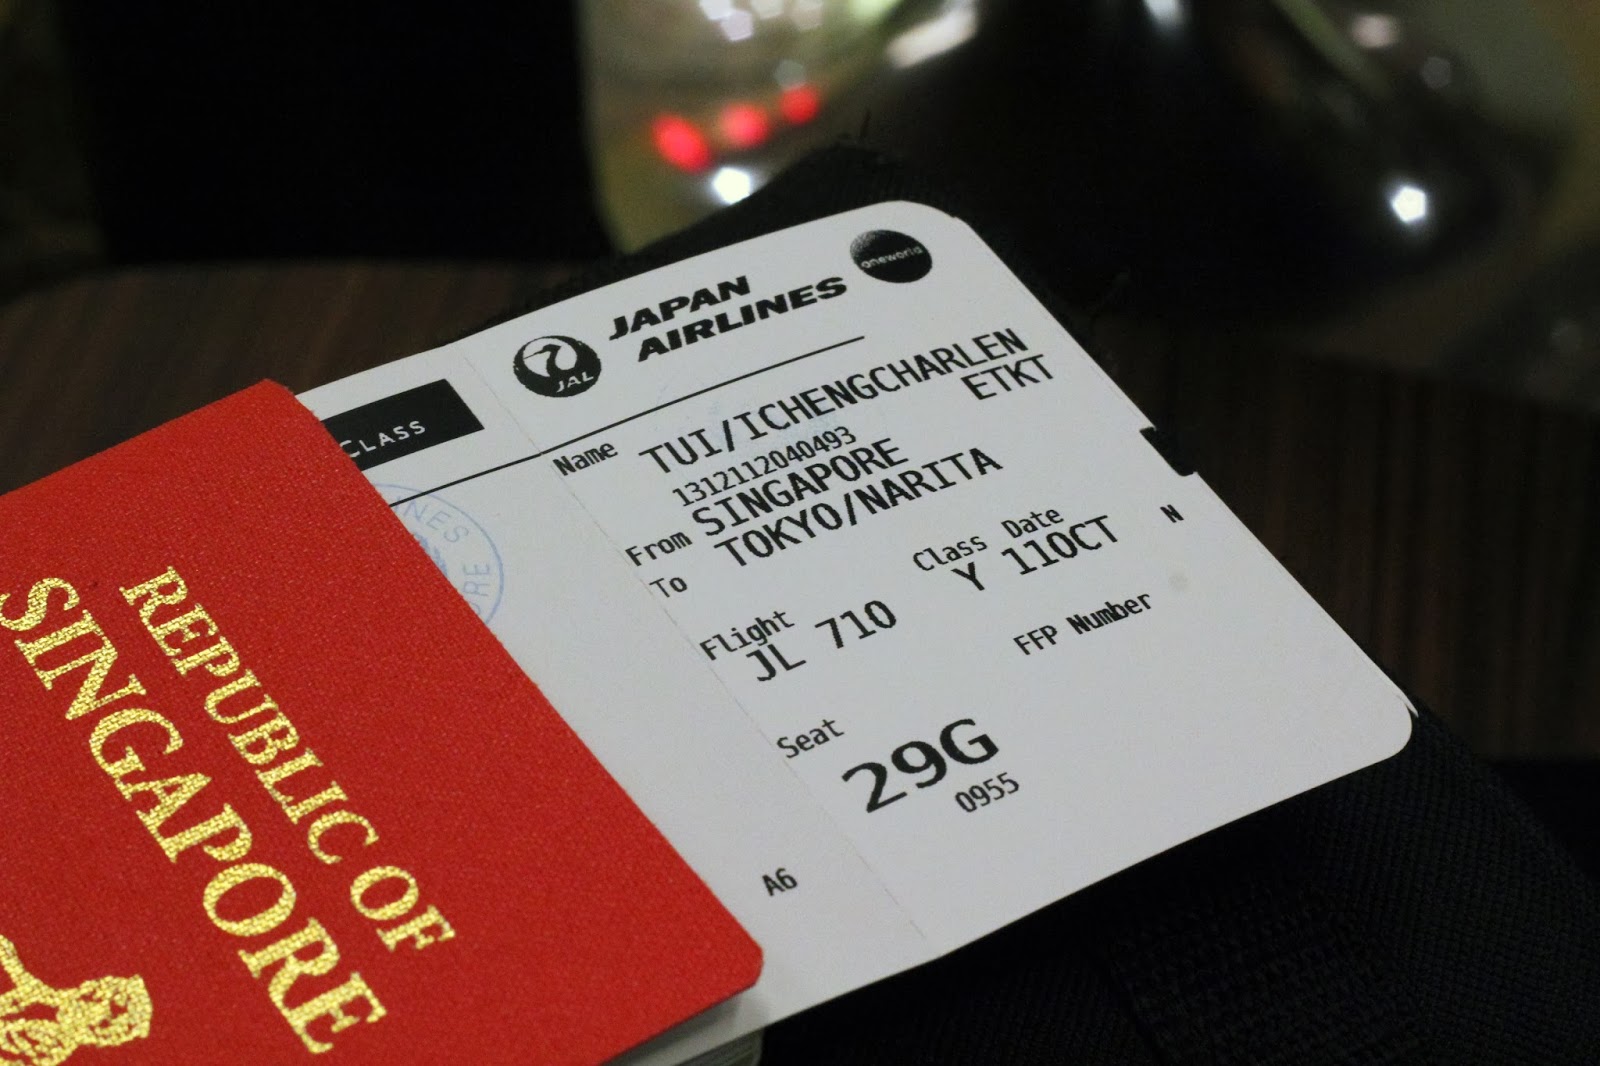 REPUBLIC OF
SINGAPORE
CLASS
JAPAN
AIRLINES
oneworld
JAL
Name TUI/ICHENGCHARLEN
ETKT
1312112040493
From SINGAPORE
To TOKYO/NARITA
Flight Class Date
JL 710 Y 11OCT N
FFP Number
Seat
29G
0955
A6